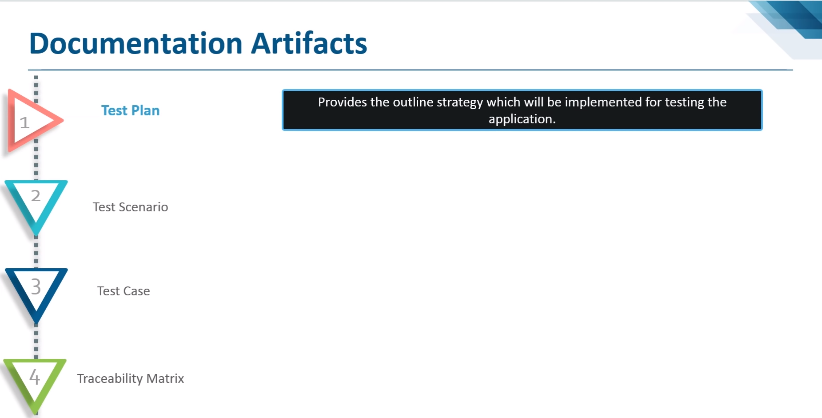 Documentation Artifacts
1
Test Plan
Provides the outline strategy which will be implemented for testing the
application.
2
Test Scenario
3
Test Case
4
Traceability Matrix